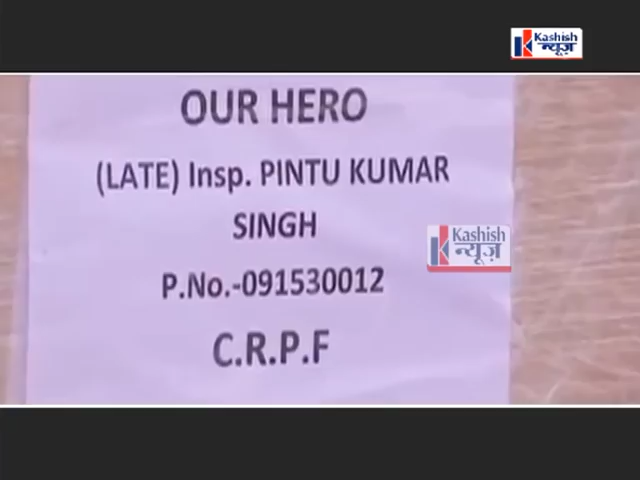 Kashish
न्यूज़
OUR HERO
(LATE) Insp. PINTU KUMAR
SINGH
Kashish
न्यूज़
P.No.-091530012
C.R.P.F